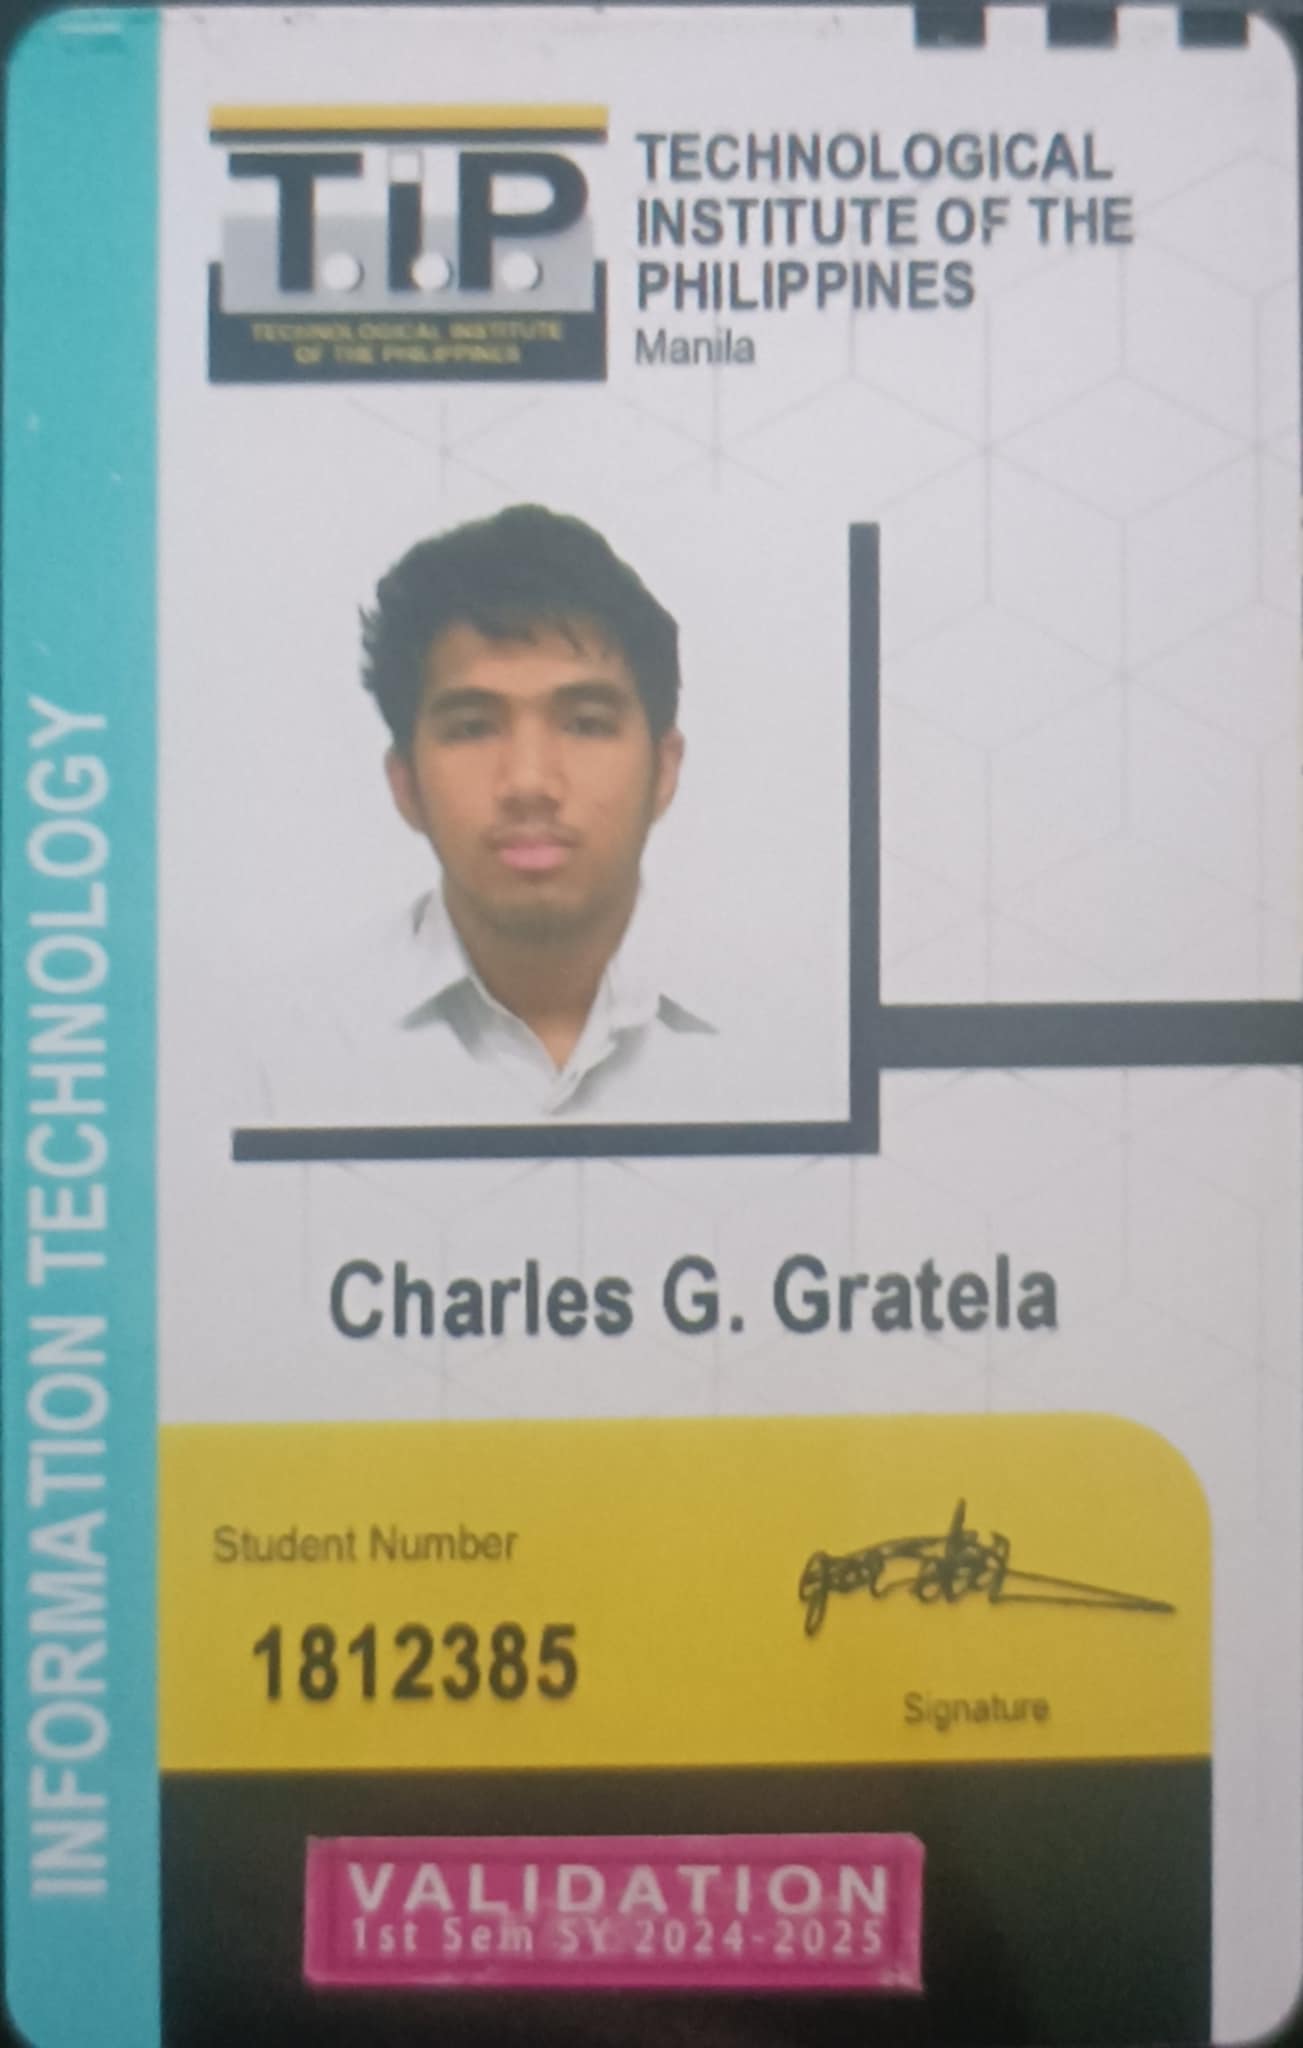 T.i.P.
TECHNOLOGICAL INSTITUTE
OF THE PHILIPPINES
TECHNOLOGICAL
INSTITUTE OF THE
PHILIPPINES
Manila
INFORMATION TECHNOLOGY
Charles G. Gratela
Student Number
1812385
Signature
VALIDATION
1st Sem SY 2024-2025